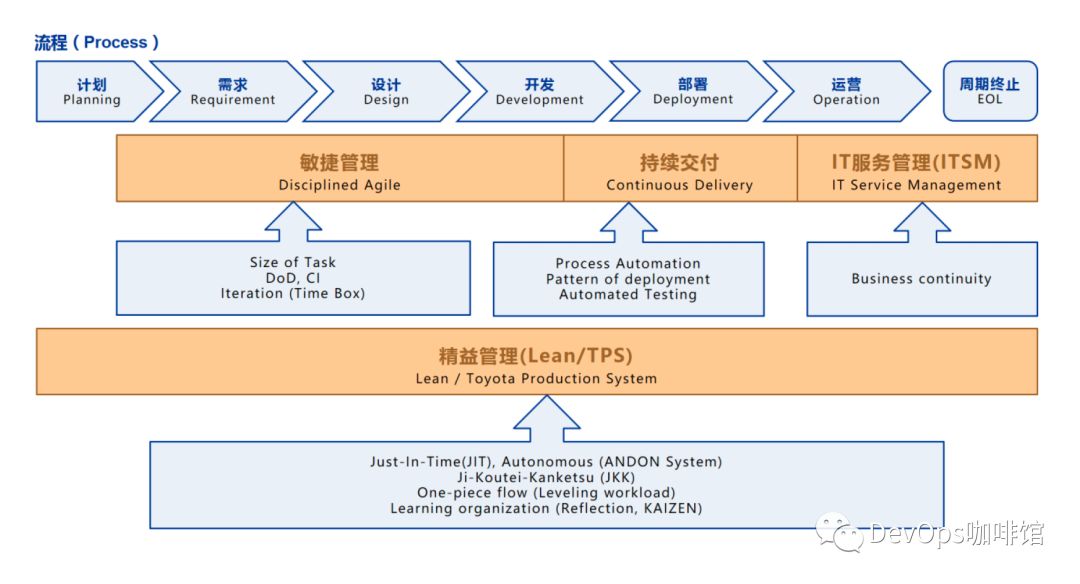 流程（Process）
计划
Planning
需求
Requirement
设计
Design
开发
Development
部署
Deployment
运营
Operation
周期终止
EOL
敏捷管理
Disciplined Agile
持续交付
Continuous Delivery
IT服务管理(ITSM)
IT Service Management
Size of Task
DoD, CI
Iteration (Time Box)
Process Automation
Pattern of deployment
Automated Testing
Business continuity
精益管理(Lean/TPS)
Lean / Toyota Production System
Just-In-Time(JIT), Autonomous (ANDON System)
Ji-Koutei-Kanketsu (JKK)
One-piece flow (Leveling workload)
Learning organization (Reflection, KAIZEN)
DevOps咖啡馆